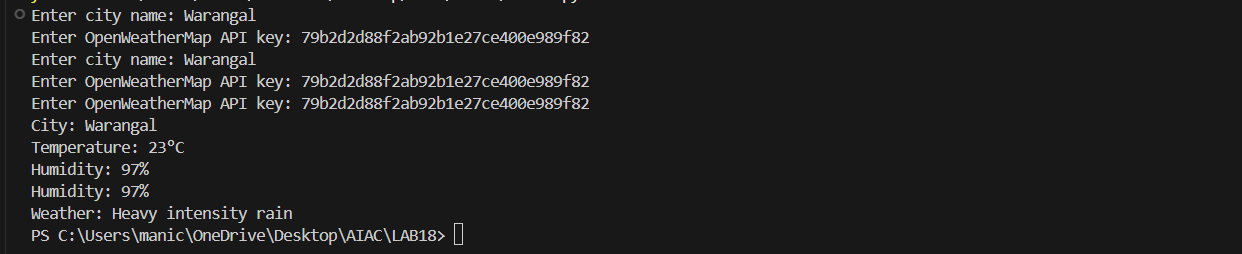 Enter city name: Warangal
Enter OpenWeatherMap API key: 79b2d2d88f2ab92b1e27ce400e989f82
Enter city name: Warangal
Enter OpenWeatherMap API key: 79b2d2d88f2ab92b1e27ce400e989f82
Enter OpenWeatherMap API key: 79b2d2d88f2ab92b1e27ce400e989f82
City: Warangal
Temperature: 23°C
Humidity: 97%
Humidity: 97%
Weather: Heavy intensity rain
PS C:\Users\manic\OneDrive\Desktop\AIAC\LAB18>